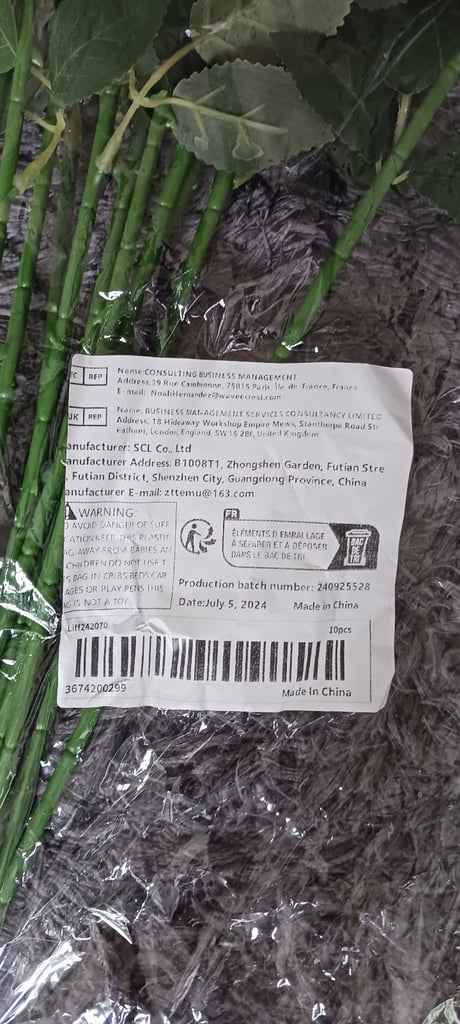 REP
Name:CONSULTING BUSINESS MANAGEMENT
Address:39 Rue Cambronne, 75015 Paris, Île-de-France, France
E-mail: NoahHernandez@waveocrest.com
UK REP
Name: BUSINESS MANAGEMENT SERVICES CONSULTANCY LIMITED
Address: 18 Hideaway Workshop Empire Mews, Stanthorpe Road Str
eatham, London, England, SW16 2BF, United Kingdom
anufacturer: SCL Co., Ltd
anufacturer Address: B1008T1, Zhongshen Garden, Futian Stre
, Futian District, Shenzhen City, Guangdong Province, China
anufacturer E-mail: zttemu@163.com
WARNING:
O AVOID DANGER OF SUFF
CATION KEEP THIS PLASTIC
AG AWAY FROM BABIES AN
CHILDREN DO NOT USE T
S BAG IN CRIBS BEDS CAR
AGES OR PLAY PENS THIS
AG IS NOT A TOY
FR
ÉLÉMENTS D'EMBALLAGE
À SÉPARER ET À DÉPOSER
DANS LE BAC DE TRI
BAC
DE
TRI
Production batch number: 240925528
Date:July 5, 2024 Made in China
Liff242070 10pcs
3674200299 Made In China